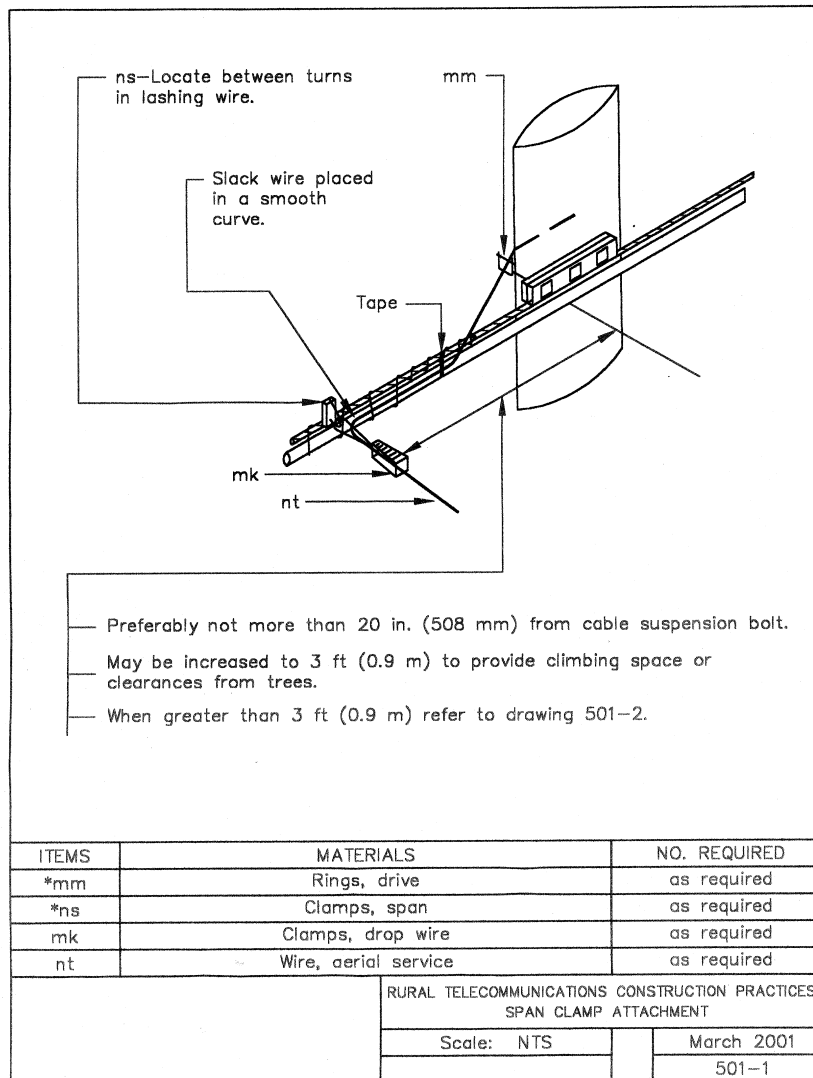 ns–Locate between turns
in lashing wire.
mm
Slack wire placed
in a smooth
curve.
Tape
mk
nt
Preferably not more than 20 in. (508 mm) from cable suspension bolt.
May be increased to 3 ft (0.9 m) to provide climbing space or
clearances from trees.
When greater than 3 ft (0.9 m) refer to drawing 501–2.
ITEMS MATERIALS NO. REQUIRED
*mm Rings, drive as required
*ns Clamps, span as required
mk Clamps, drop wire as required
nt Wire, aerial service as required
RURAL TELECOMMUNICATIONS CONSTRUCTION PRACTICES
SPAN CLAMP ATTACHMENT
Scale: NTS March 2001
501–1